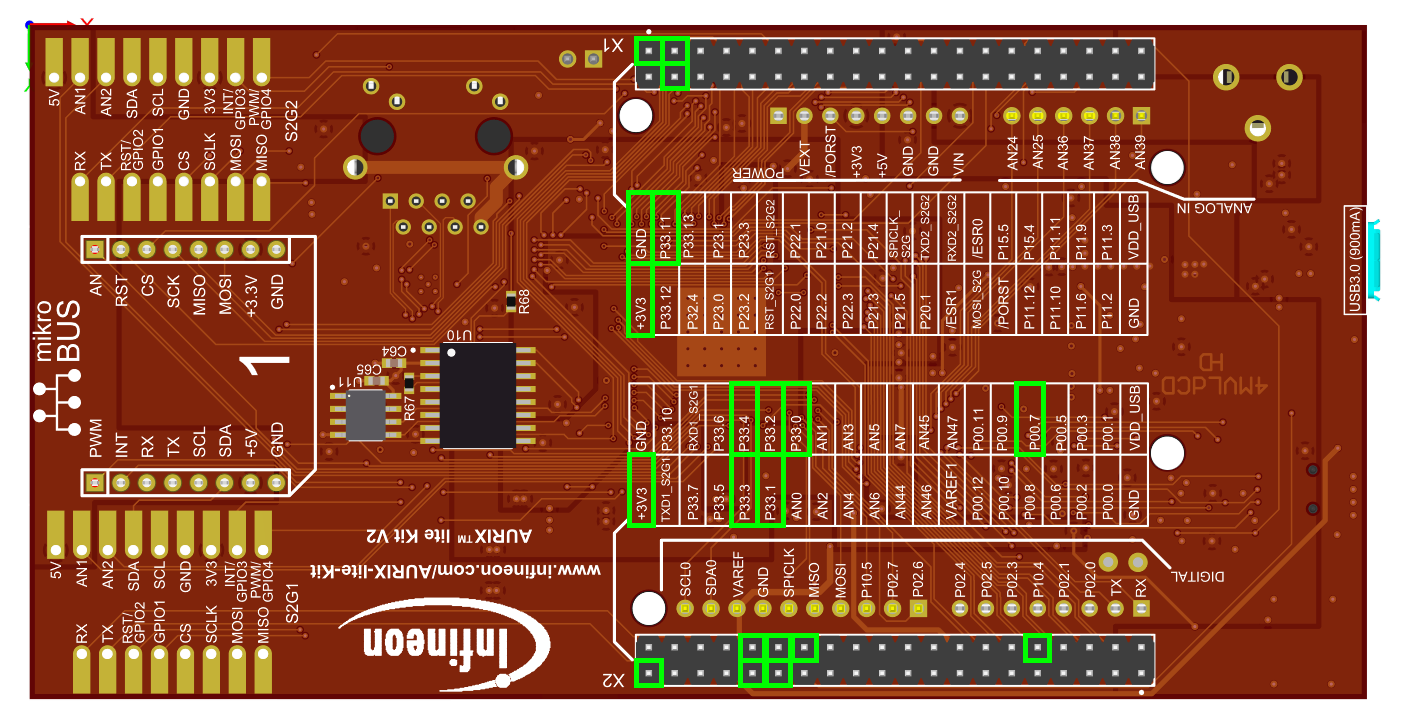 X
X1
5V
AN1
AN2
SDA
SCL
GND
3V3
INT/
GPIO3
PWM/
GPIO4
S2G2
RX
TX
RST/
GPIO2
GPIO1
CS
SCLK
MOSI
MISO
VEXT
/PORST
+3V3
+5V
GND
GND
VIN
POWER
AN24
AN25
AN36
AN37
AN38
AN39
ANALOG IN
GND
P33.11
P33.13
P23.1
P23.3
RST_S2G2
P22.1
P21.0
P21.2
P21.4
SPICLK_
S2G
TXD2_S2G2
RXD2_S2G2
/ESR0
P15.5
P15.4
P11.11
P11.9
P11.3
VDD_USB
+3V3
P33.12
P32.4
P23.0
P23.2
RST_S2G1
P22.0
P22.2
P22.3
P21.3
P21.5
P20.1
/ESR1
MOSI_S2G
/PORST
P11.12
P11.10
P11.6
P11.2
GND
USB3.0 (900mA)
AN
RST
CS
SCK
MISO
MOSI
+3.3V
GND
mikro
BUS
1
R68
U10
C64
C65
U11
R67
4MVLdCD
HD
PWM
INT
RX
TX
SCL
SDA
+5V
GND
GND
P33.10
RXD1_S2G1
P33.6
P33.4
P33.2
P33.0
AN1
AN3
AN5
AN7
AN45
AN47
P00.11
P00.9
P00.7
P00.5
P00.3
P00.1
VDD_USB
+3V3
TXD1_S2G1
P33.7
P33.5
P33.3
P33.1
AN0
AN2
AN4
AN6
AN44
AN46
VAREF1
P00.12
P00.10
P00.8
P00.6
P00.2
P00.0
GND
AURIX™ lite Kit V2
www.infineon.com/AURIX-lite-Kit
infineon
5V
AN1
AN2
SDA
SCL
GND
3V3
INT/
GPIO3
PWM/
GPIO4
S2G1
RX
TX
RST/
GPIO2
GPIO1
CS
SCLK
MOSI
MISO
SCL0
SDA0
VAREF
GND
SPICLK
MISO
MOSI
P10.5
P02.7
P02.6
P02.4
P02.5
P02.3
P10.4
P02.1
P02.0
TX
RX
DIGITAL
X2